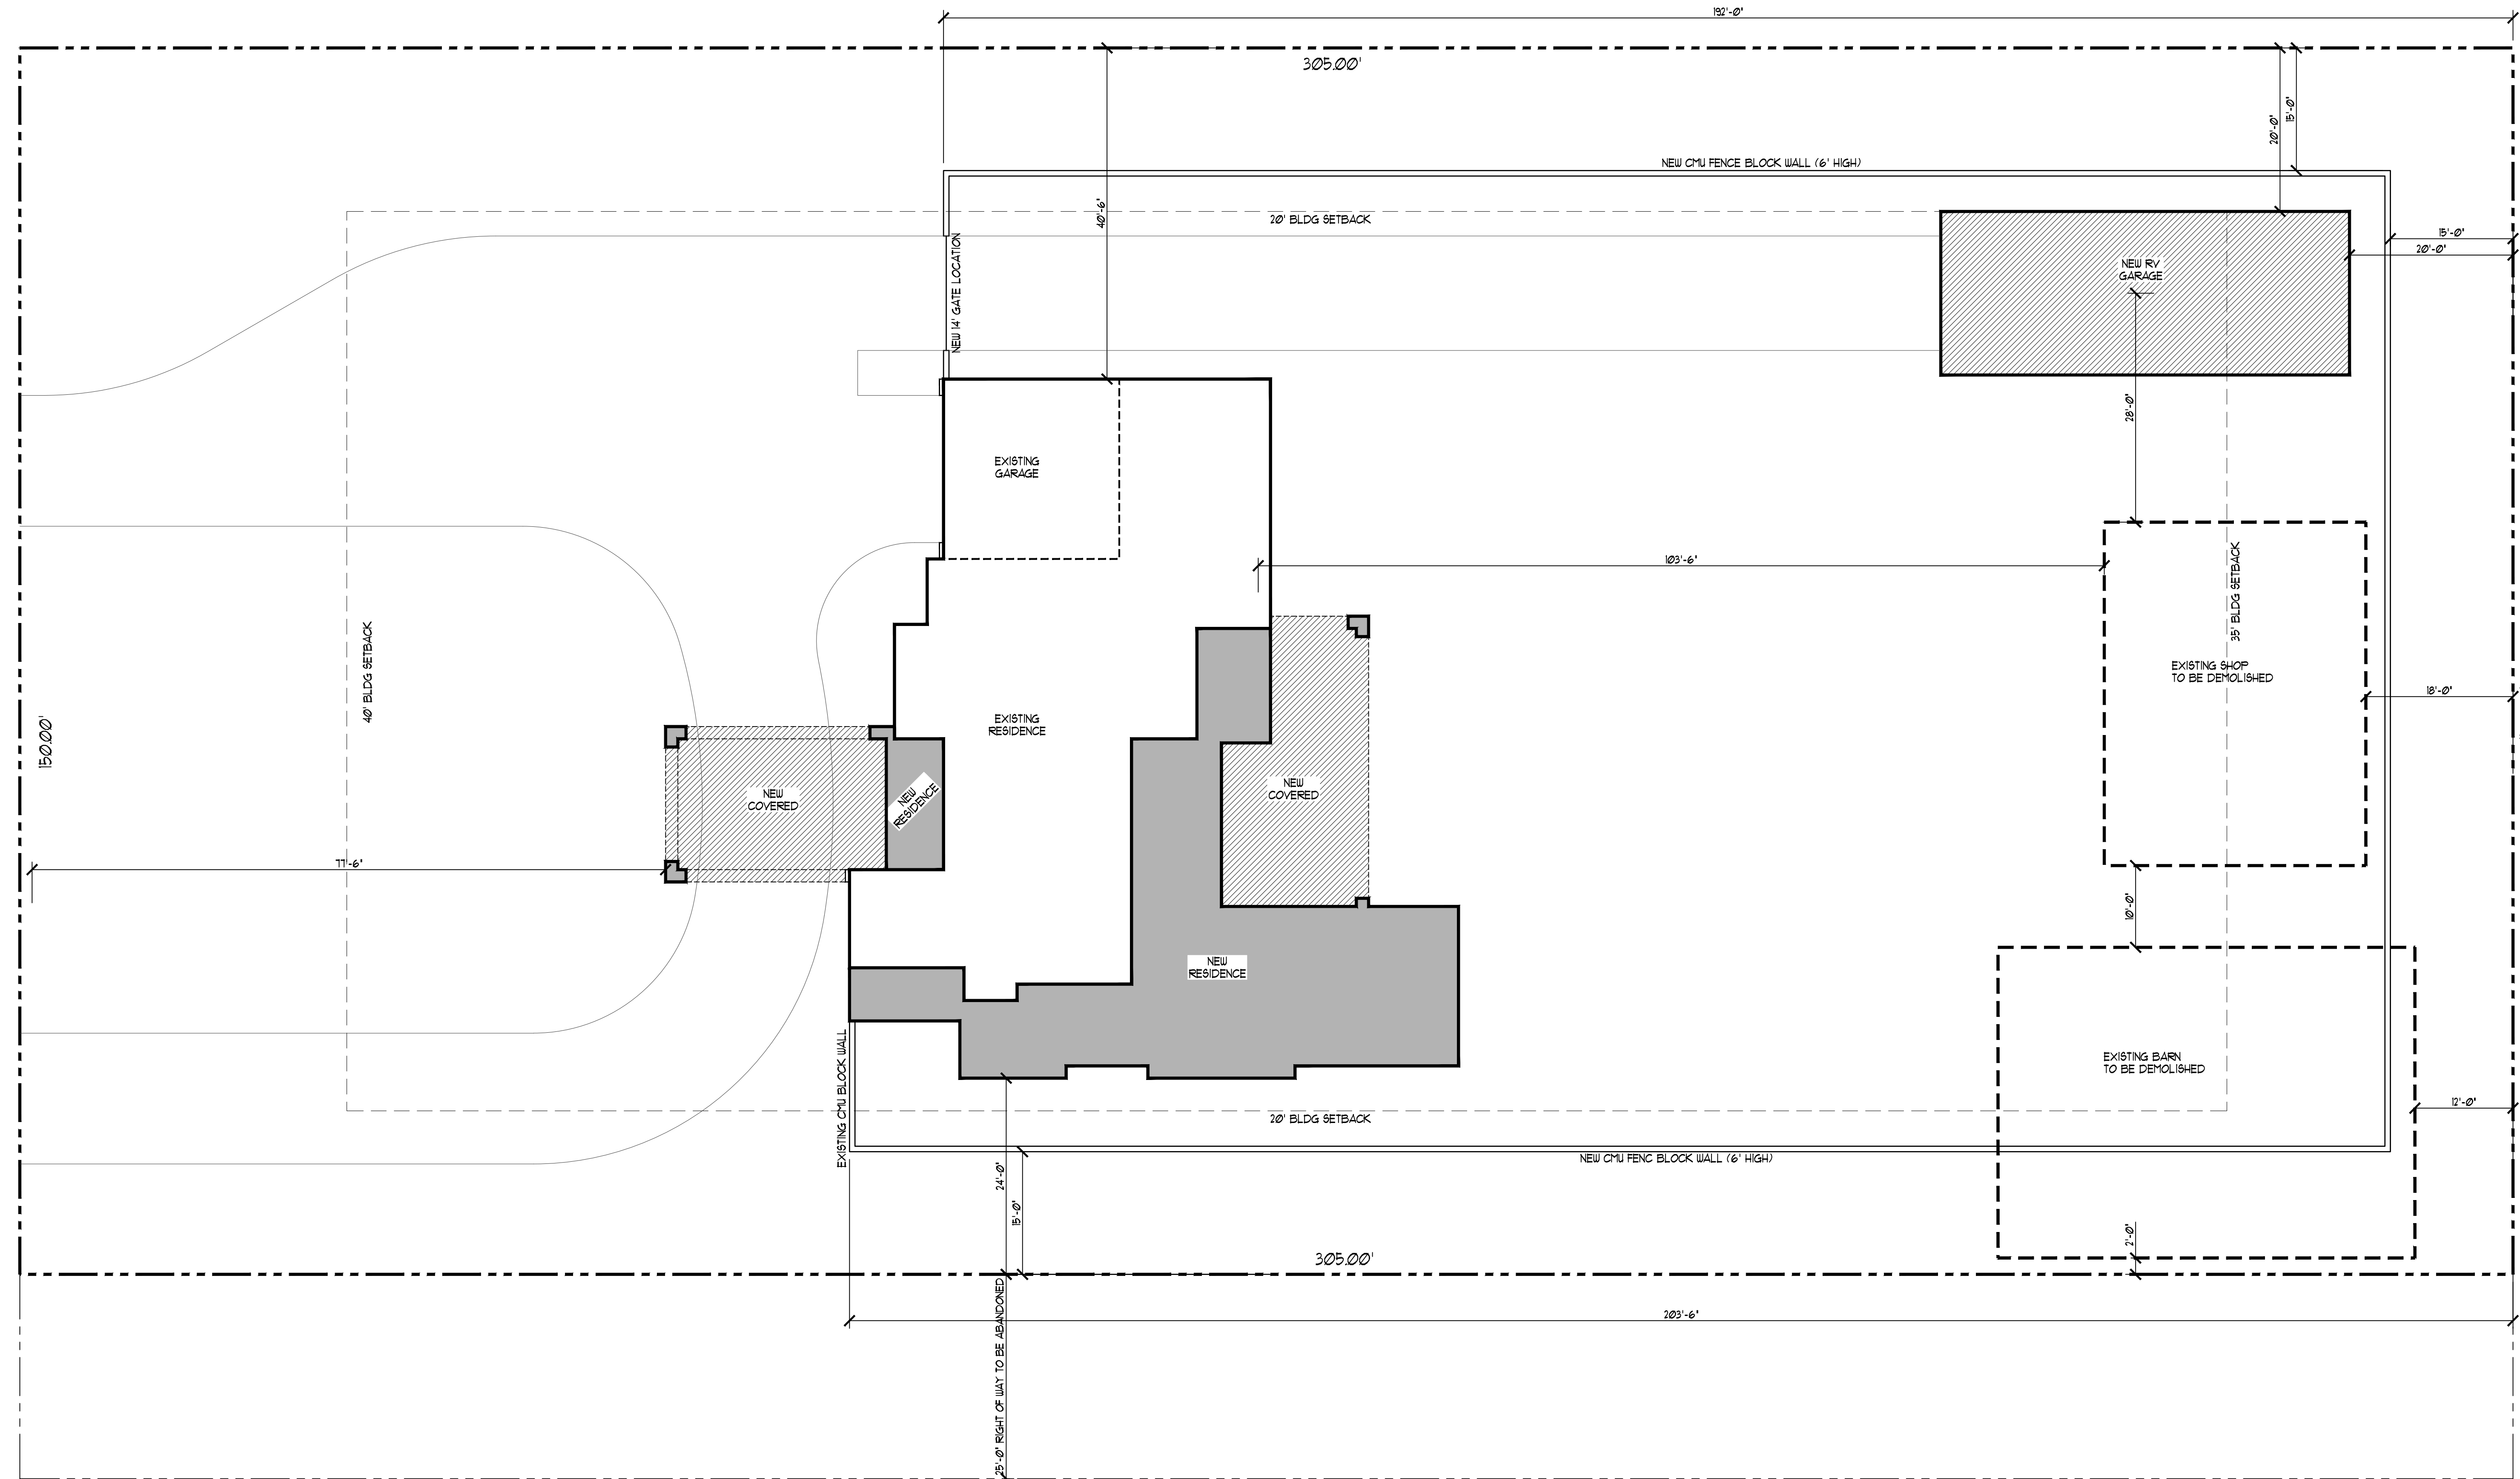 192'-0"
305.00'
20'-0"
15'-0"
NEW CMU FENCE BLOCK WALL (6' HIGH)
40'-6"
20' BLDG SETBACK
NEW 14' GATE LOCATION
15'-0"
20'-0"
NEW RV
GARAGE
28'-0"
EXISTING
GARAGE
103'-6"
35' BLDG SETBACK
40' BLDG SETBACK
EXISTING SHOP
TO BE DEMOLISHED
18'-0"
150.00'
EXISTING
RESIDENCE
NEW
COVERED
NEW
RESIDENCE
NEW
COVERED
77'-6"
10'-0"
NEW
RESIDENCE
EXISTING CMU BLOCK WALL
EXISTING BARN
TO BE DEMOLISHED
12'-0"
20' BLDG SETBACK
NEW CMU FENC BLOCK WALL (6' HIGH)
24'-0"
15'-0"
2'-0"
305.00'
203'-6"
25'-0" RIGHT OF WAY TO BE ABANDONED